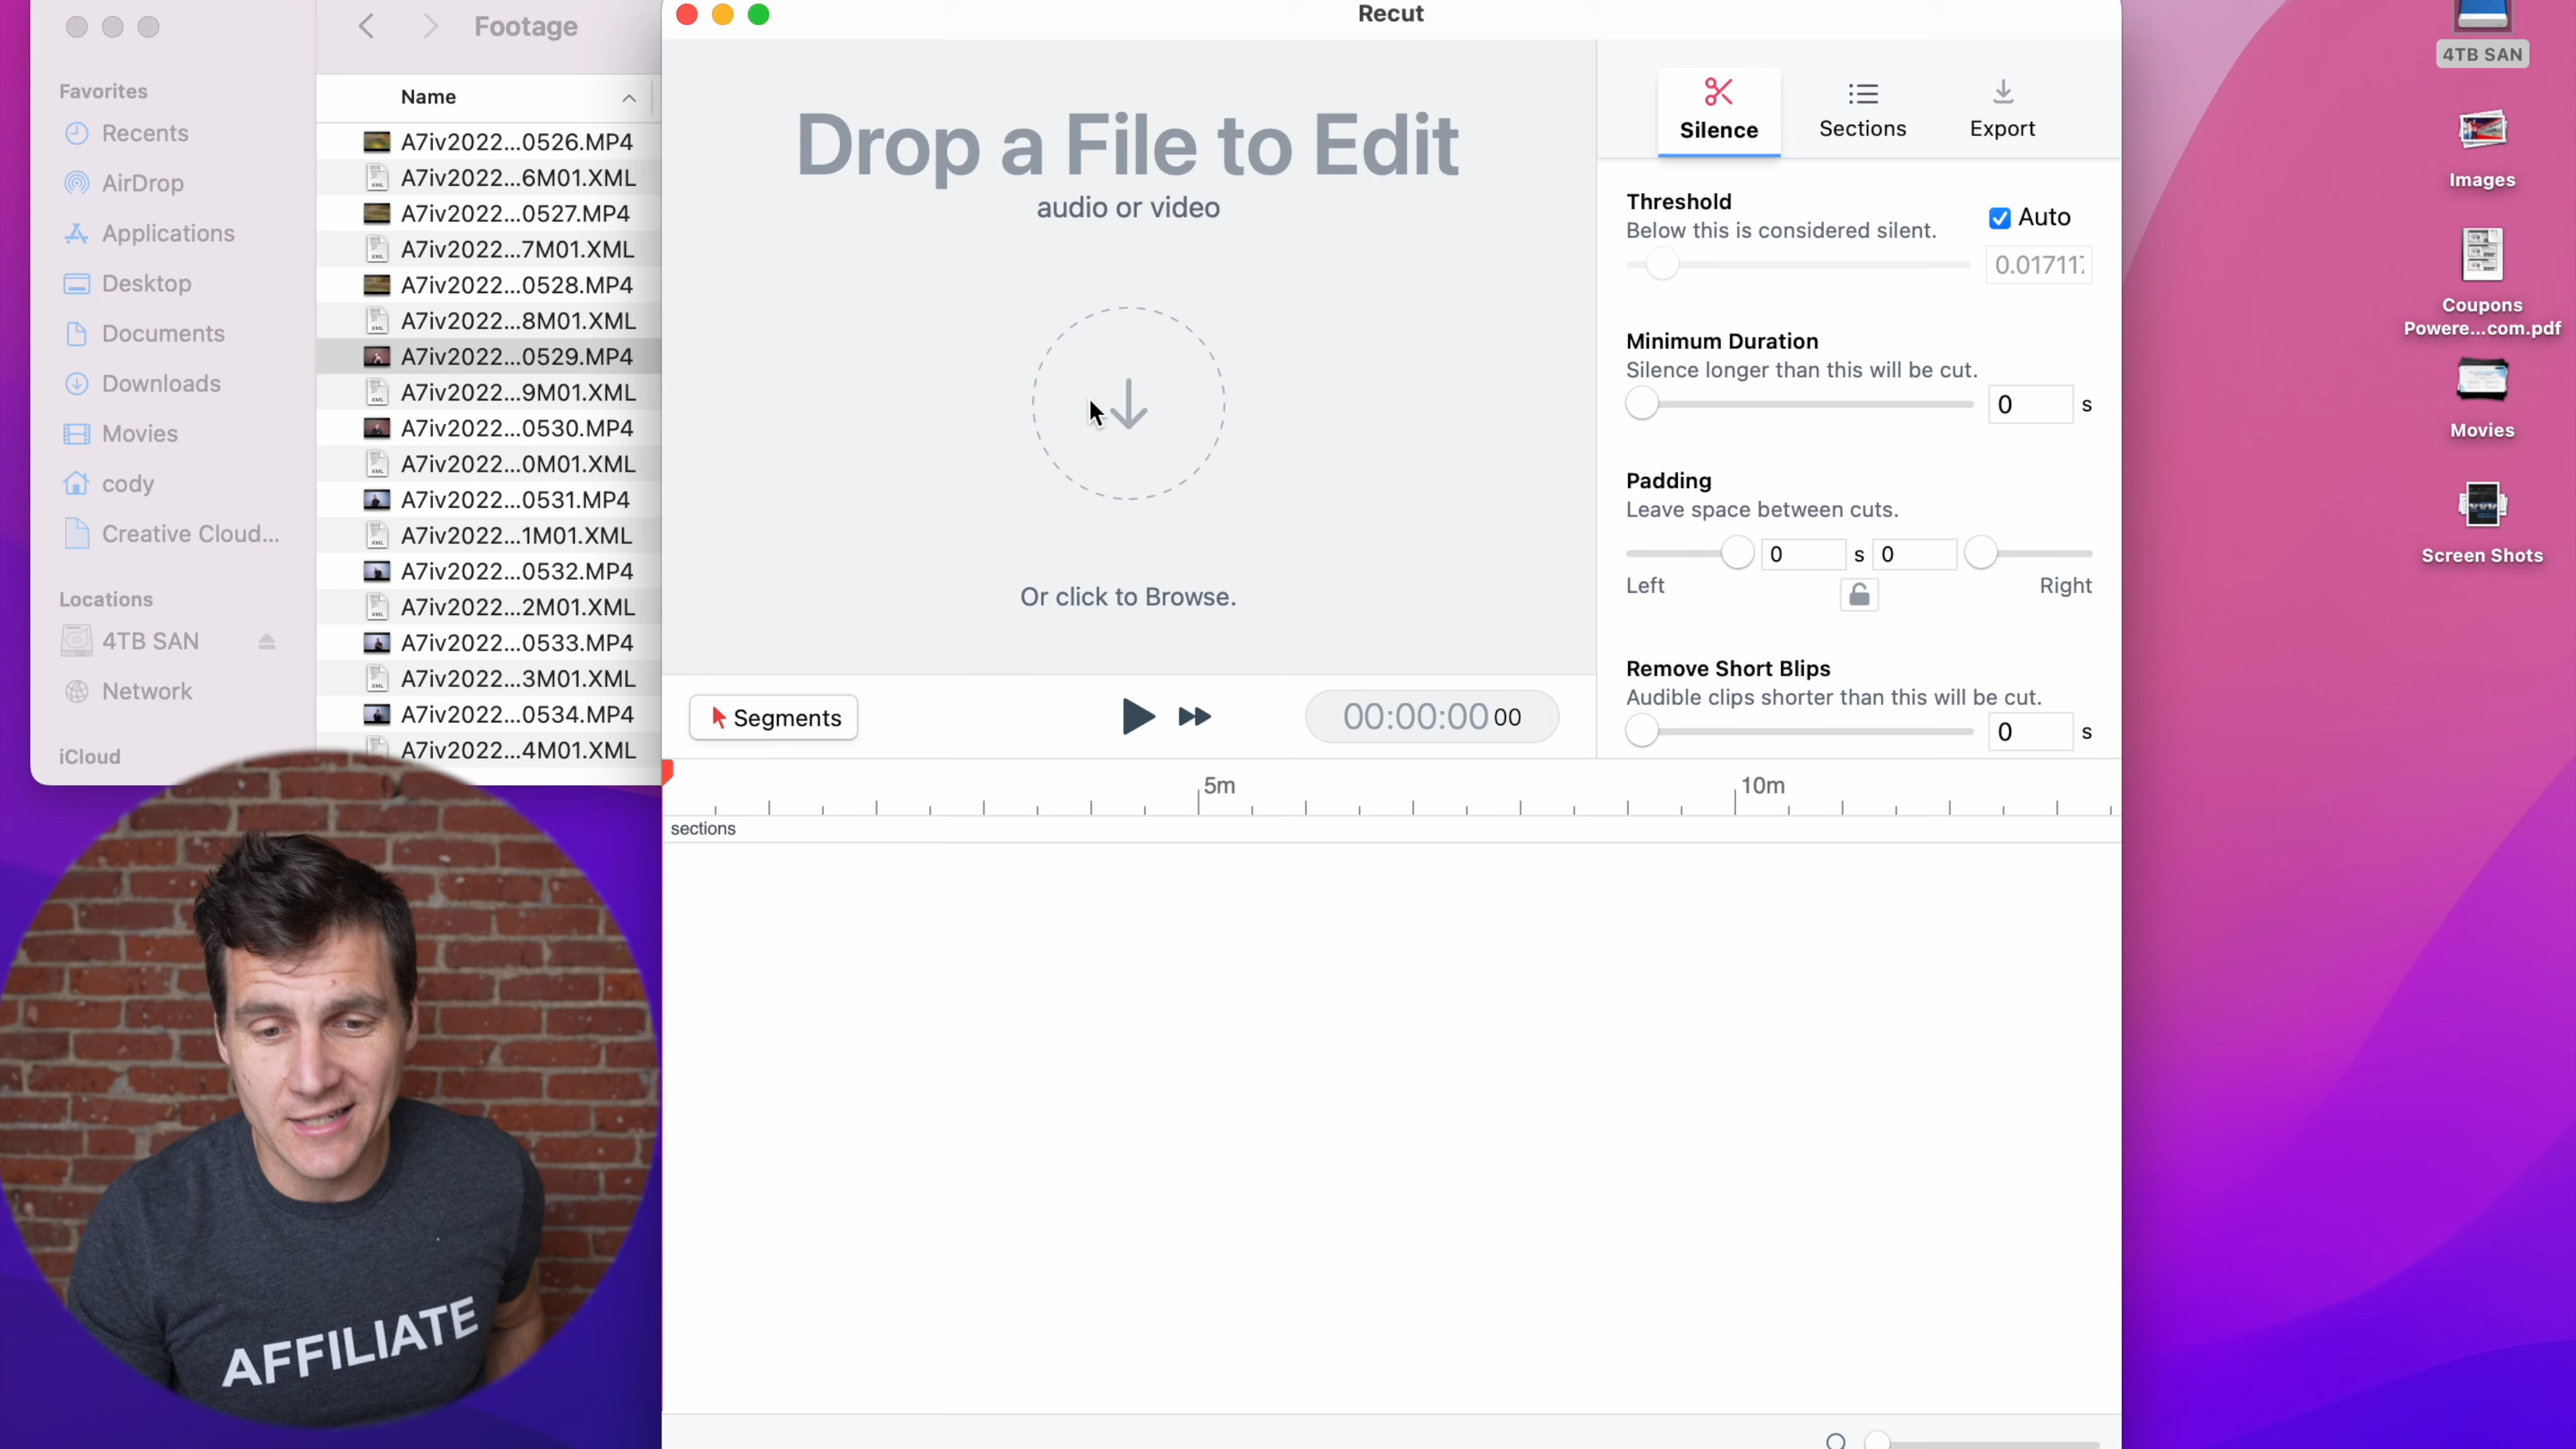 Footage
Favorites
Recents
AirDrop
Applications
Desktop
Documents
Downloads
Movies
cody
Creative Cloud...
Locations
4TB SAN
Network
iCloud
Name
A7iv2022...0526.MP4
A7iv2022...6M01.XML
A7iv2022...0527.MP4
A7iv2022...7M01.XML
A7iv2022...0528.MP4
A7iv2022...8M01.XML
A7iv2022...0529.MP4
A7iv2022...9M01.XML
A7iv2022...0530.MP4
A7iv2022...0M01.XML
A7iv2022...0531.MP4
A7iv2022...1M01.XML
A7iv2022...0532.MP4
A7iv2022...2M01.XML
A7iv2022...0533.MP4
A7iv2022...3M01.XML
A7iv2022...0534.MP4
A7iv2022...4M01.XML
Recut
Drop a File to Edit
audio or video
Or click to Browse.
Segments
00:00:00 00
Silence
Sections
Export
Threshold
Below this is considered silent.
Auto
0.01711
Minimum Duration
Silence longer than this will be cut.
0 s
Padding
Leave space between cuts.
0 s 0
Left
Right
Remove Short Blips
Audible clips shorter than this will be cut.
0 s
5m
10m
sections
4TB SAN
Images
Coupons
Powere...com.pdf
Movies
Screen Shots
AFFILIATE